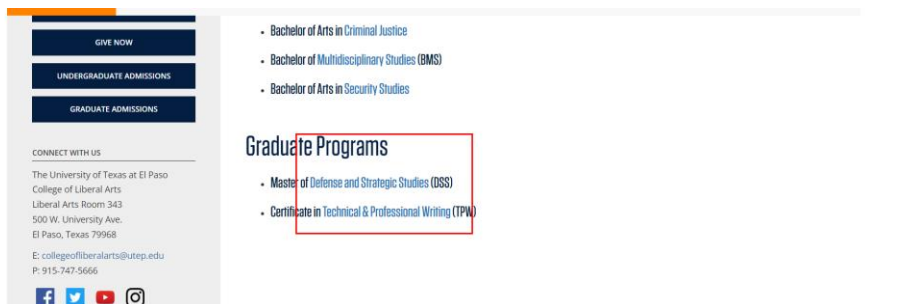 GIVE NOW
UNDERGRADUATE ADMISSIONS
GRADUATE ADMISSIONS
CONNECT WITH US
The University of Texas at El Paso
College of Liberal Arts
Liberal Arts Room 343
500 W. University Ave.
El Paso, Texas 79968
E: collegeofliberalarts@utep.edu
P: 915-747-5666
• Bachelor of Arts in Criminal Justice
• Bachelor of Multidisciplinary Studies (BMS)
• Bachelor of Arts in Security Studies
Graduate Programs
• Master of Defense and Strategic Studies (DSS)
• Certificate in Technical & Professional Writing (TPW)